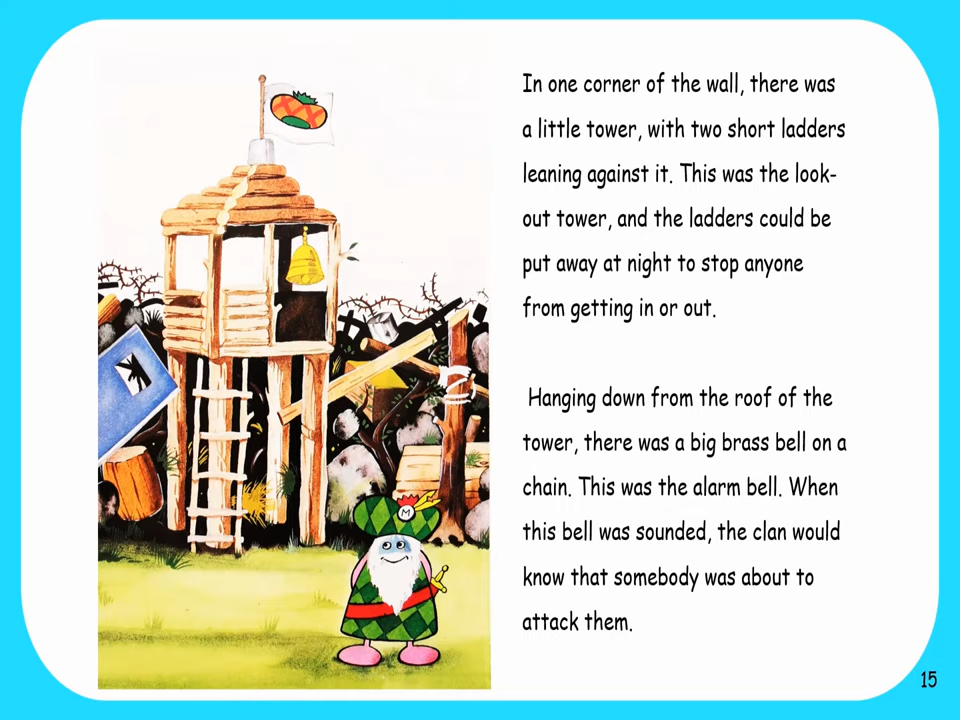 In one corner of the wall, there was
a little tower, with two short ladders
leaning against it. This was the look-
out tower, and the ladders could be
put away at night to stop anyone
from getting in or out.
Hanging down from the roof of the
tower, there was a big brass bell on a
chain. This was the alarm bell. When
this bell was sounded, the clan would
know that somebody was about to
attack them.
M
15